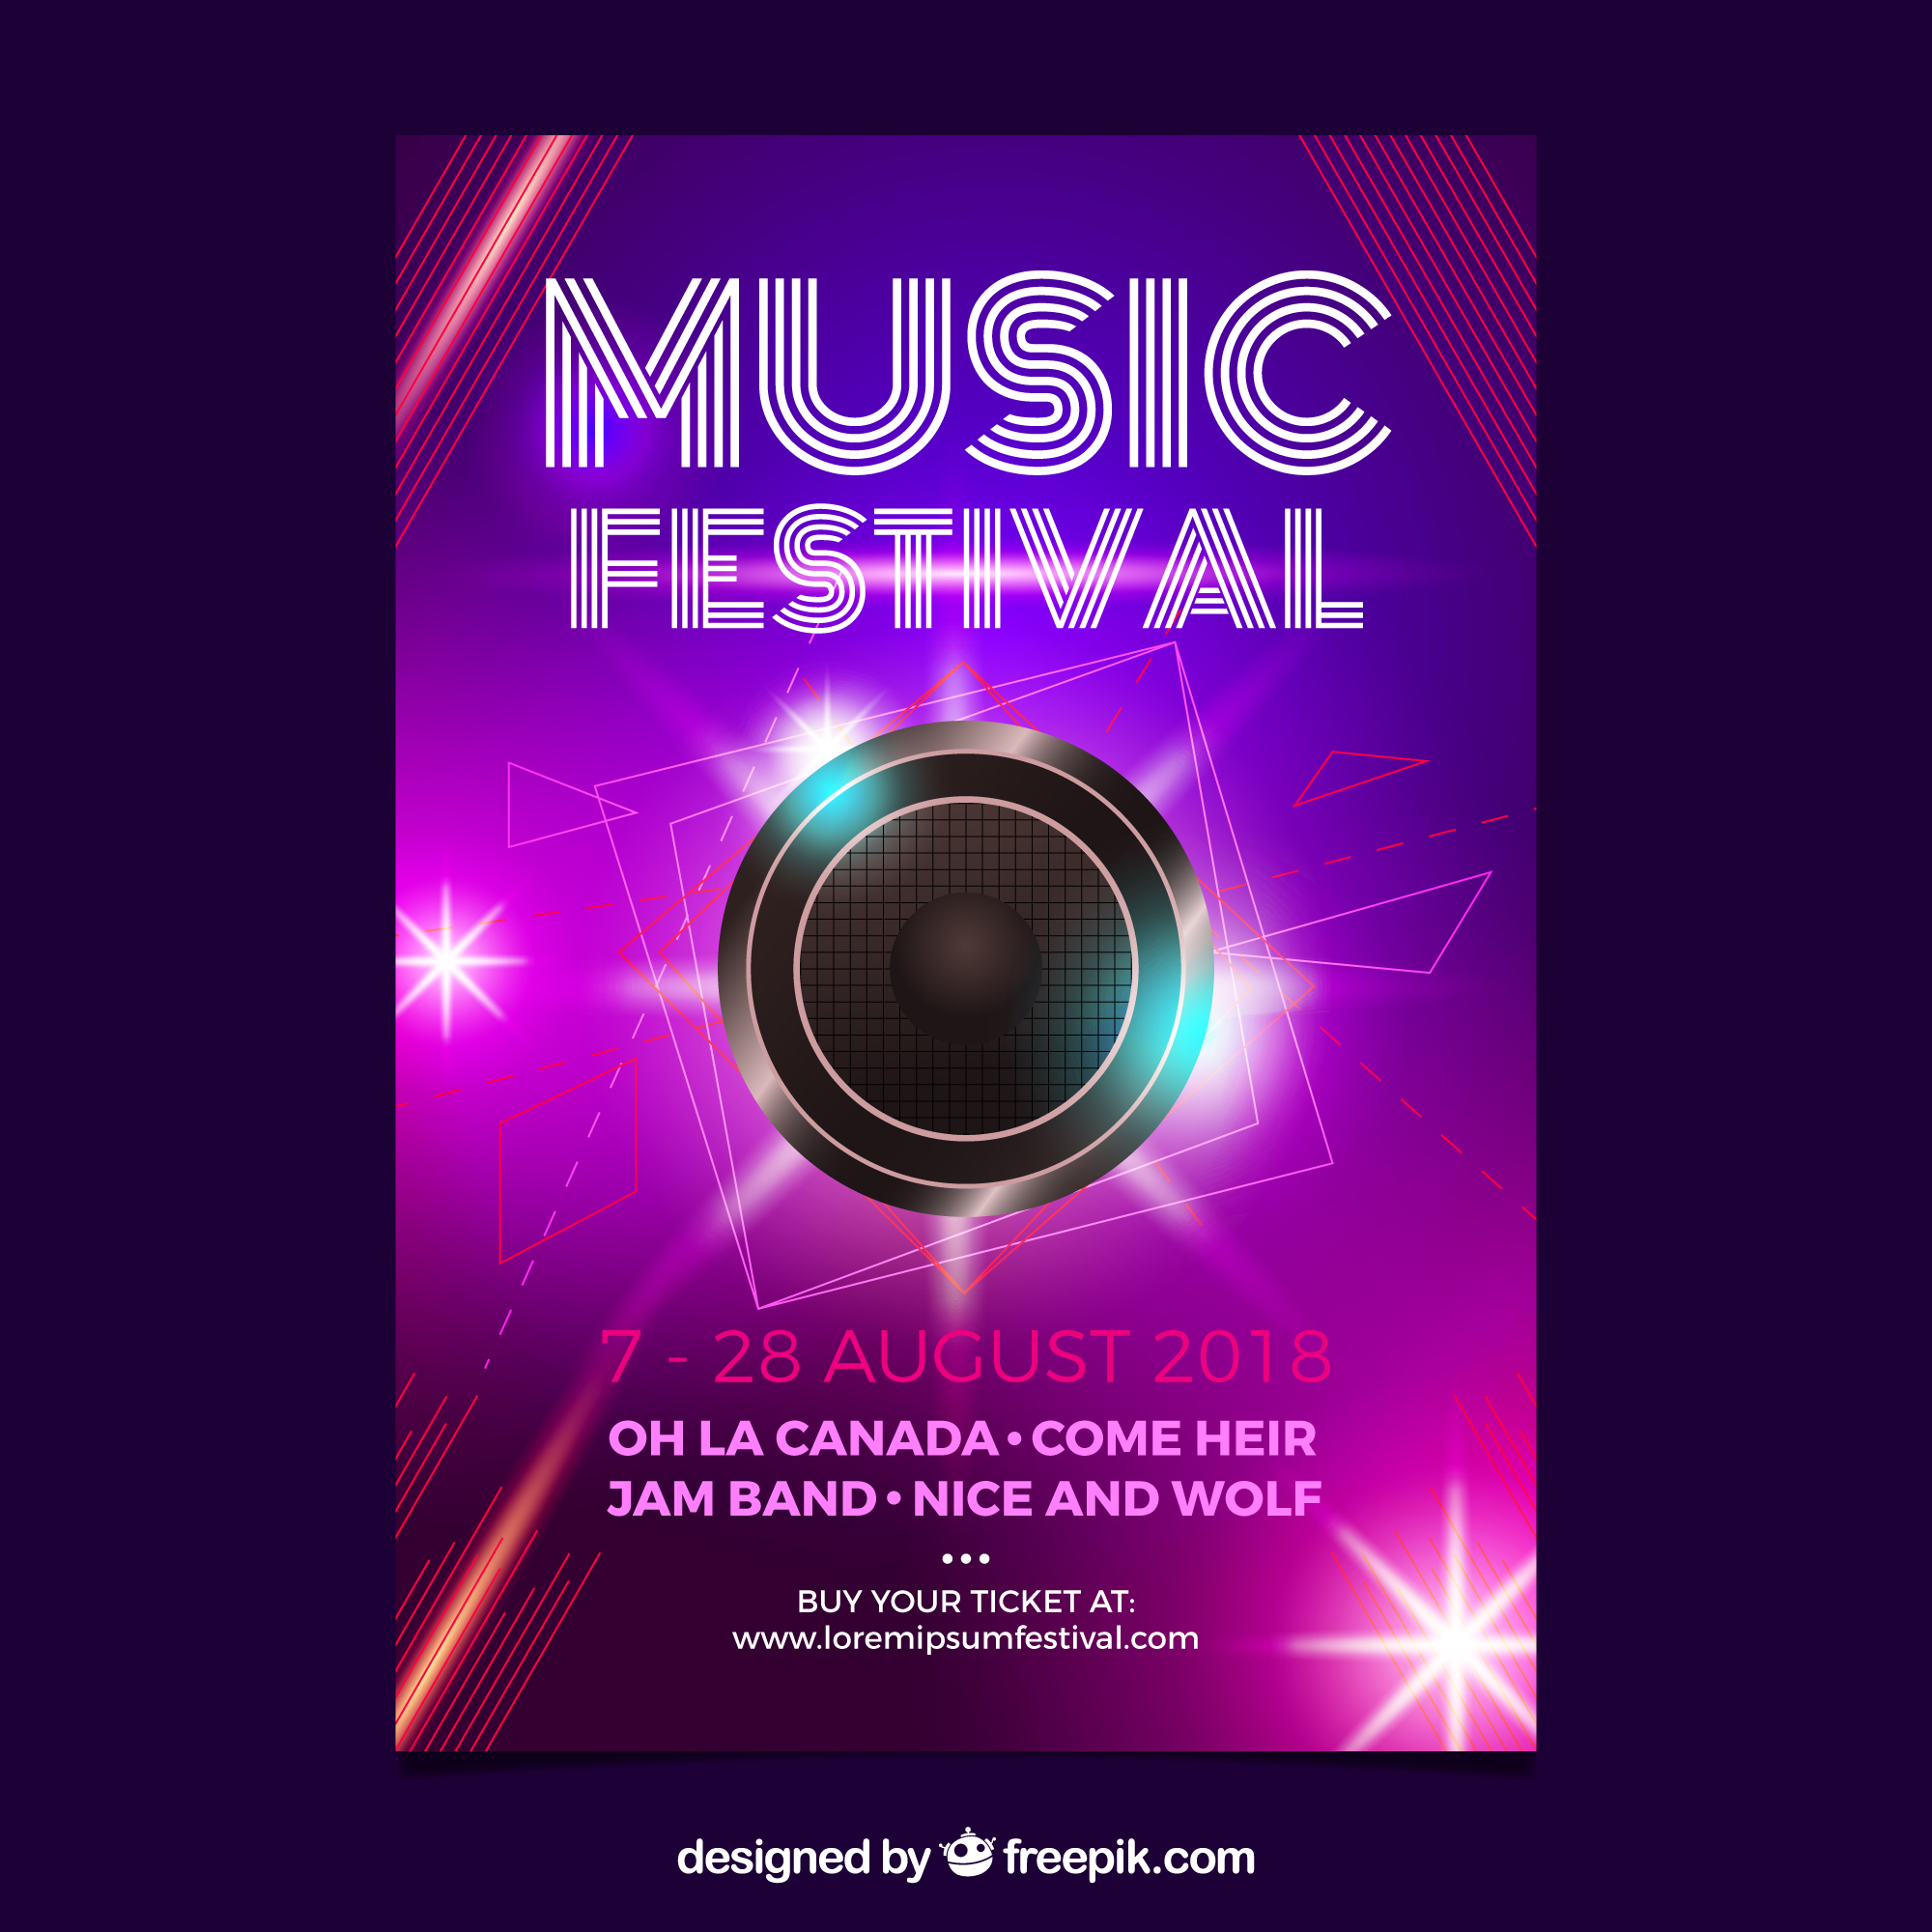 MUSIC
FESTIVAL
7 - 28 AUGUST 2018
OH LA CANADA • COME HEIR
JAM BAND • NICE AND WOLF
•••
BUY YOUR TICKET AT:
www.loremipsumfestival.com
designed by freepik.com